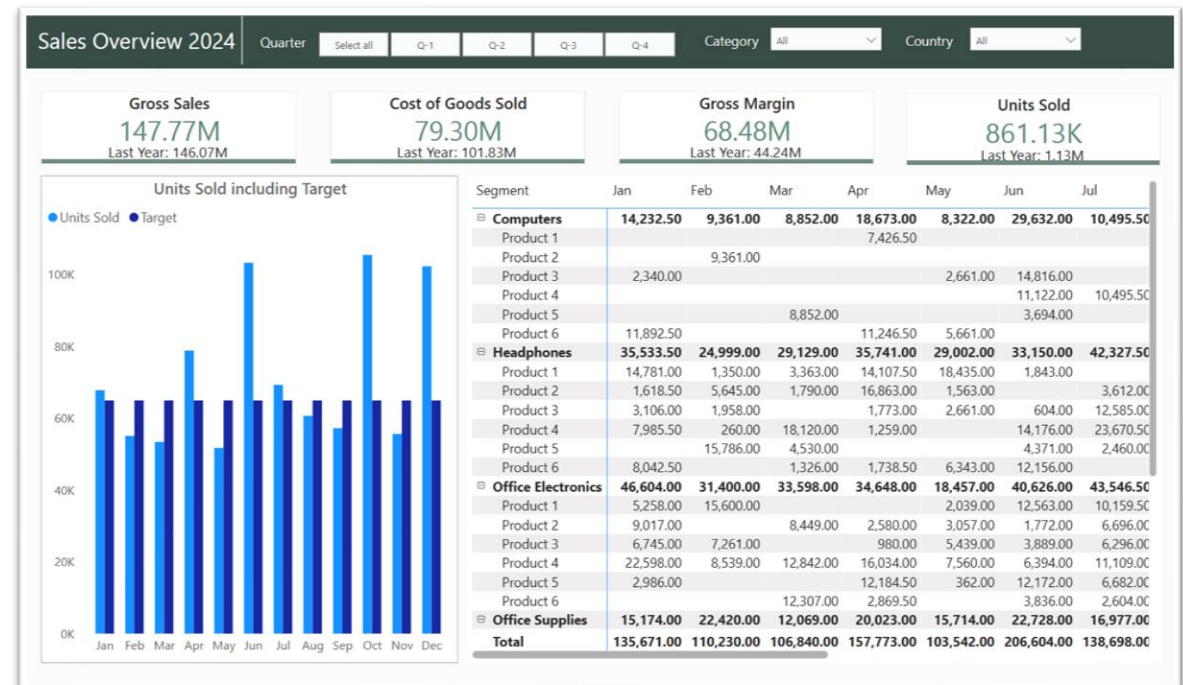 Sales Overview 2024 Quarter Select all Q-1 Q-2 Q-3 Q-4 Category All Country All
Gross Sales
147.77M
Last Year: 146.07M
Cost of Goods Sold
79.30M
Last Year: 101.83M
Gross Margin
68.48M
Last Year: 44.24M
Units Sold
861.13K
Last Year: 1.13M
Units Sold including Target
Units Sold Target
100K
80K
60K
40K
20K
0K
Jan Feb Mar Apr May Jun Jul Aug Sep Oct Nov Dec
Segment Jan Feb Mar Apr May Jun Jul
Computers 14,232.50 9,361.00 8,852.00 18,673.00 8,322.00 29,632.00 10,495.50
Product 1 7,426.50
Product 2 9,361.00
Product 3 2,340.00 2,661.00 14,816.00
Product 4 11,122.00 10,495.50
Product 5 8,852.00 3,694.00
Product 6 11,892.50 11,246.50 5,661.00
Headphones 35,533.50 24,999.00 29,129.00 35,741.00 29,002.00 33,150.00 42,327.50
Product 1 14,781.00 1,350.00 3,363.00 14,107.50 18,435.00 1,843.00
Product 2 1,618.50 5,645.00 1,790.00 16,863.00 1,563.00 3,612.00
Product 3 3,106.00 1,958.00 1,773.00 2,661.00 604.00 12,585.00
Product 4 7,985.50 260.00 18,120.00 1,259.00 14,176.00 23,670.50
Product 5 15,786.00 4,530.00 4,371.00 2,460.00
Product 6 8,042.50 1,326.00 1,738.50 6,343.00 12,156.00
Office Electronics 46,604.00 31,400.00 33,598.00 34,648.00 18,457.00 40,626.00 43,546.50
Product 1 5,258.00 15,600.00 2,039.00 12,563.00 10,159.50
Product 2 9,017.00 8,449.00 2,580.00 3,057.00 1,772.00 6,696.00
Product 3 6,745.00 7,261.00 980.00 5,439.00 3,889.00 6,296.00
Product 4 22,598.00 8,539.00 12,842.00 16,034.00 7,560.00 6,394.00 11,109.00
Product 5 2,986.00 12,184.50 362.00 12,172.00 6,682.00
Product 6 12,307.00 2,869.50 3,836.00 2,604.00
Office Supplies 15,174.00 22,420.00 12,069.00 20,023.00 15,714.00 22,728.00 16,977.00
Total 135,671.00 110,230.00 106,840.00 157,773.00 103,542.00 206,604.00 138,698.00